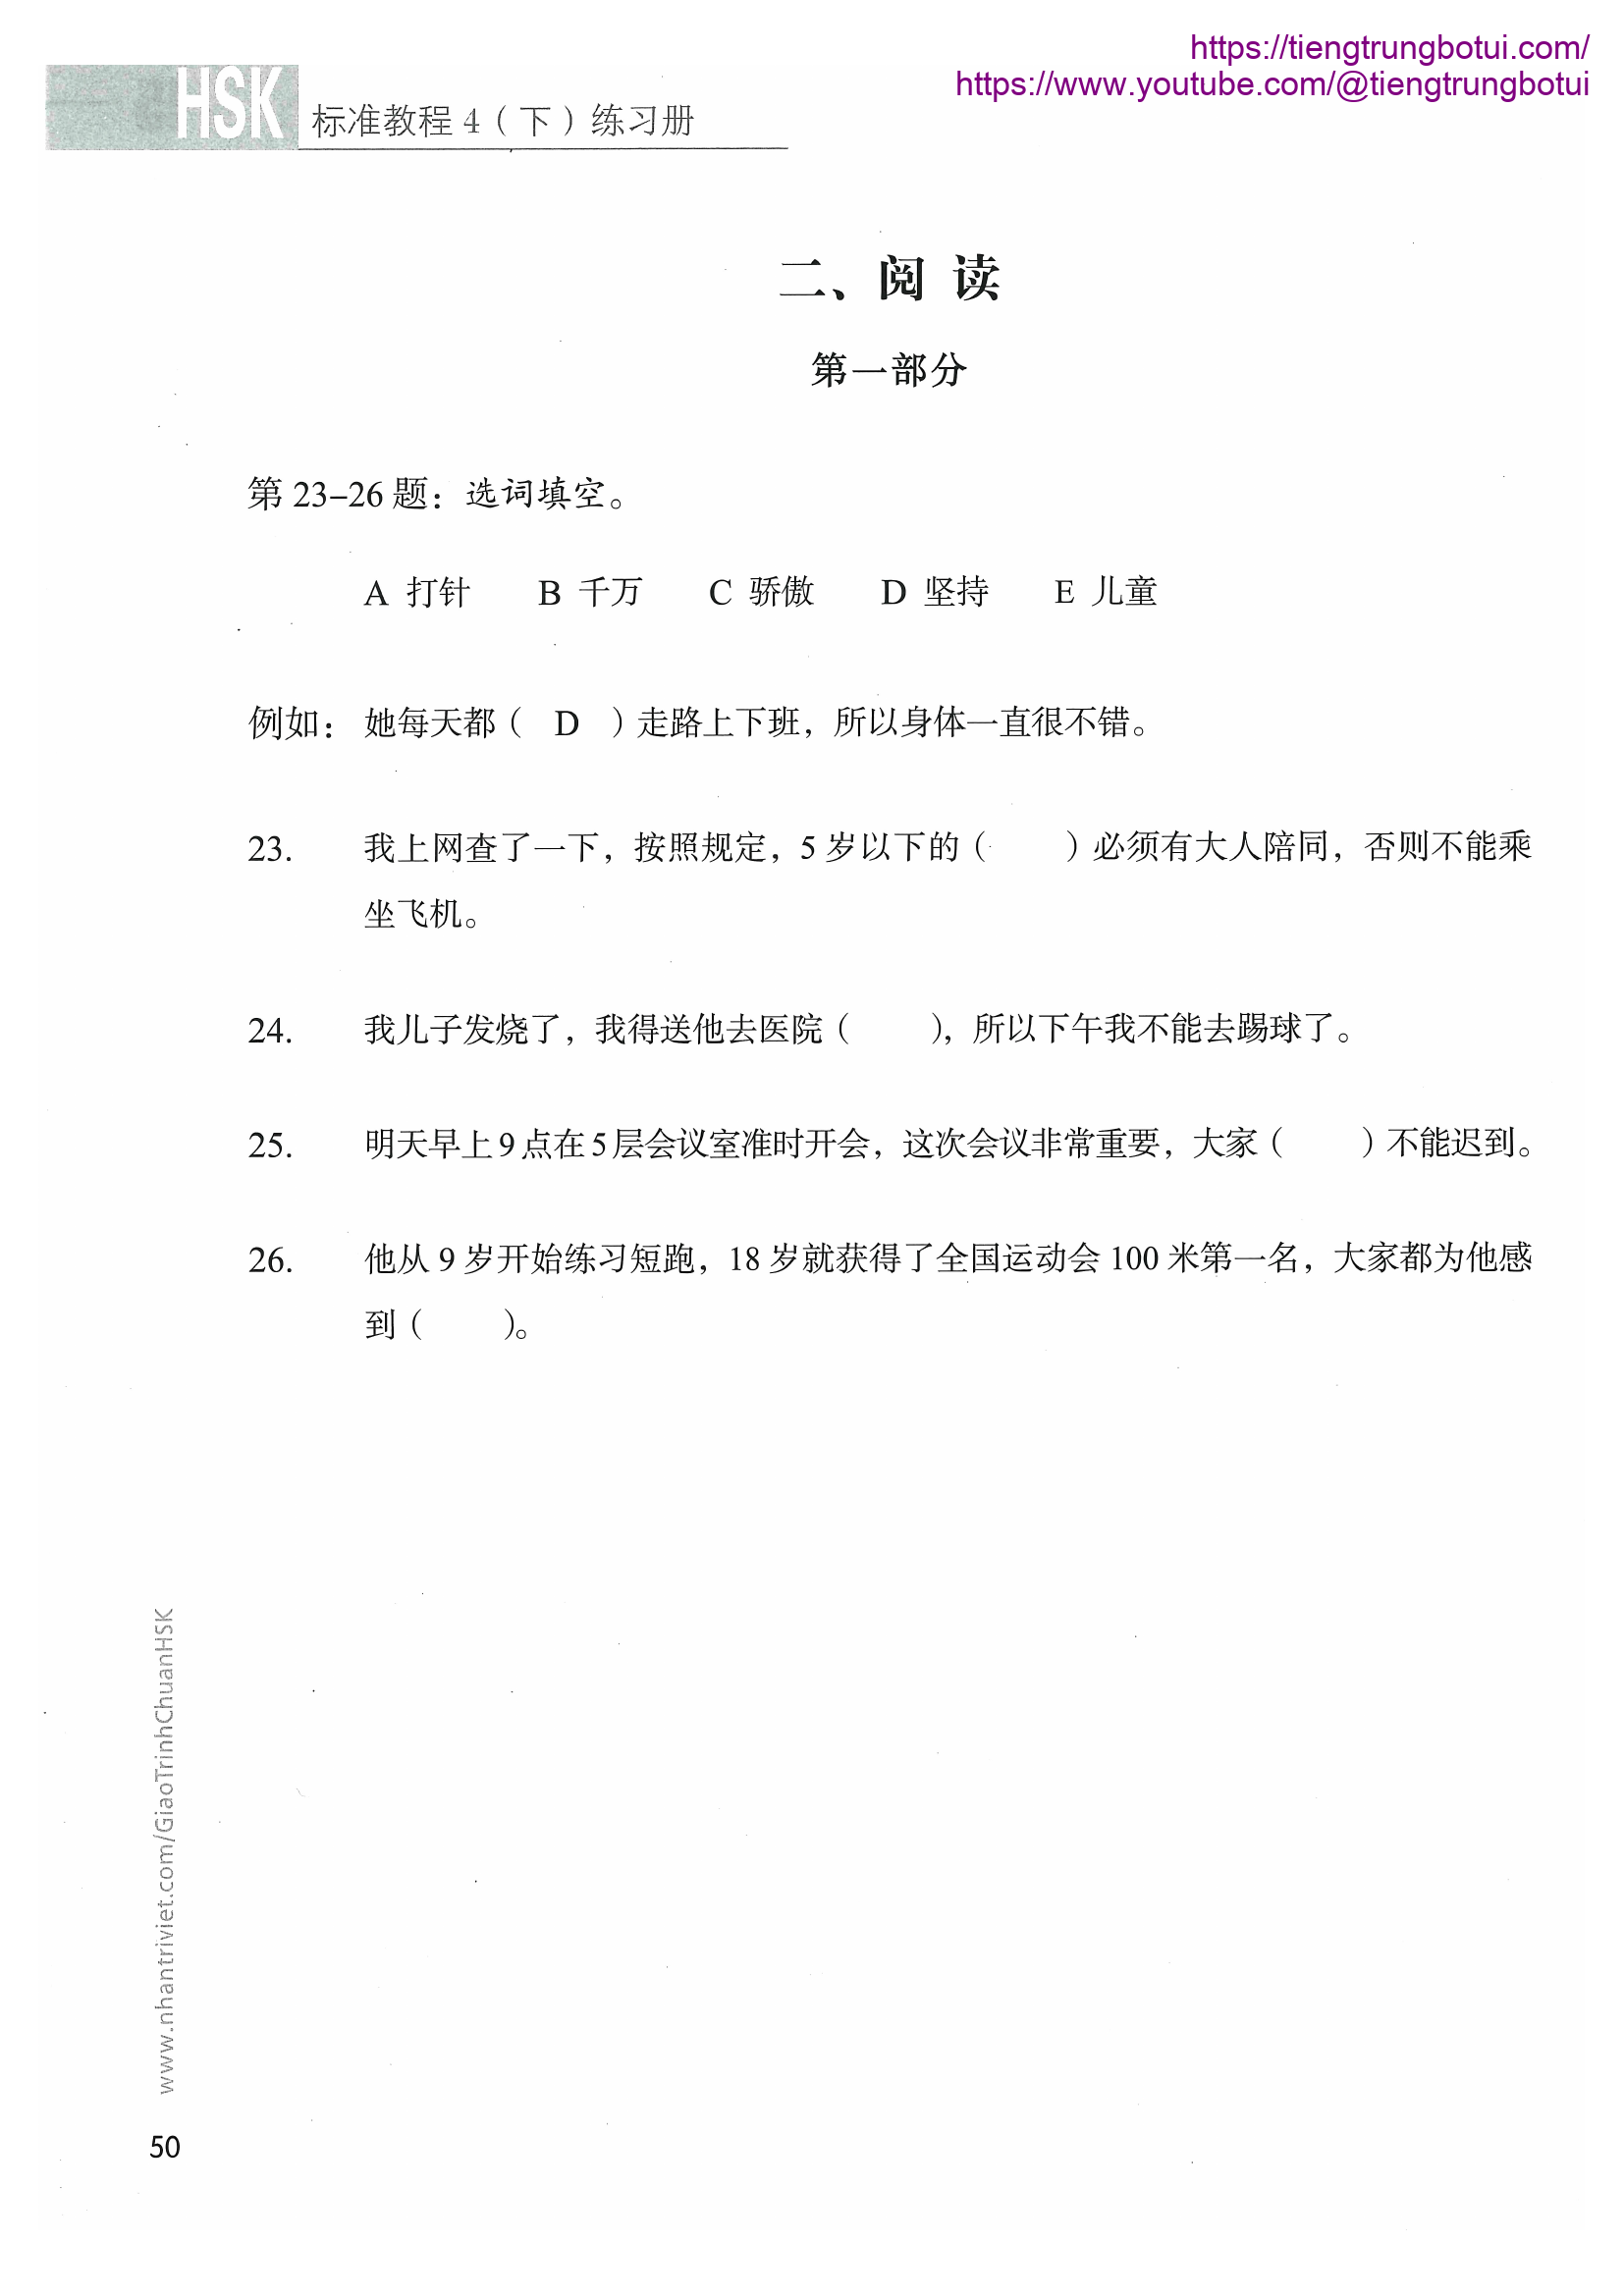 https://tiengtrungbotui.com/
https://www.youtube.com/@tiengtrungbotui
HSK 标准教程 4（下）练习册
二、阅 读
第一部分
第 23–26 题：选词填空。
A 打针 B 千万 C 骄傲 D 坚持 E 儿童
例如：她每天都（ D ）走路上下班，所以身体一直很不错。
23. 我上网查了一下，按照规定，5 岁以下的（ ）必须有大人陪同，否则不能乘
坐飞机。
24. 我儿子发烧了，我得送他去医院（ ），所以下午我不能去踢球了。
25. 明天早上 9 点在 5 层会议室准时开会，这次会议非常重要，大家（ ）不能迟到。
26. 他从 9 岁开始练习短跑，18 岁就获得了全国运动会 100 米第一名，大家都为他感
到（ ）。
www.nhantriviet.com/GiaoTrinhChuanHSK
50